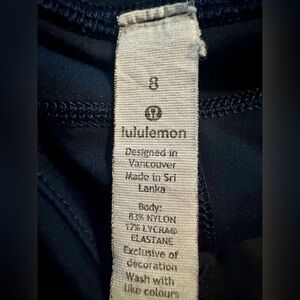 8
lululemon
Designed in
Vancouver
Made in Sri
Lanka
Body:
83% NYLON
17% LYCRA®
ELASTANE
Exclusive of
decoration
Wash with
like colours